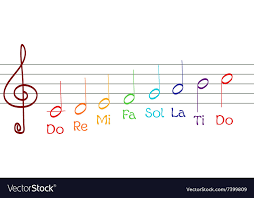 Do Re Mi Fa Sol La Ti Do
VectorStock®
VectorStock.com/7399809